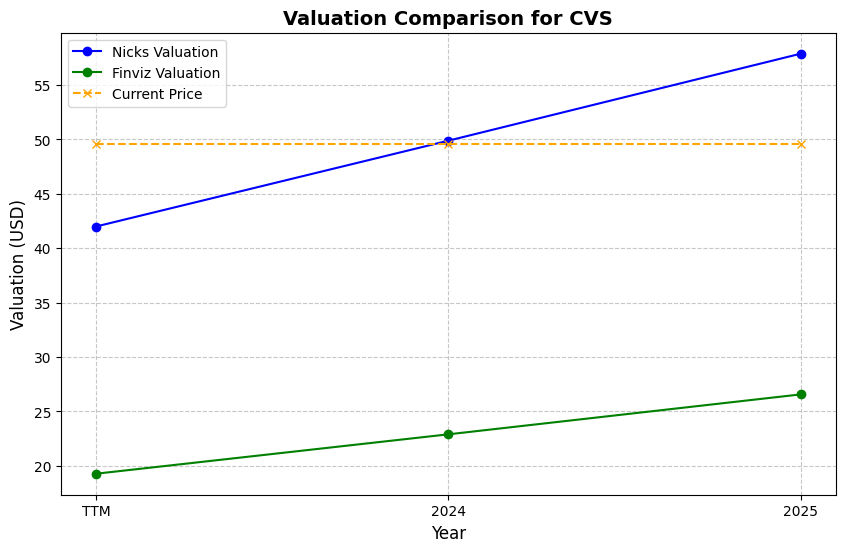 Valuation Comparison for CVS
Nicks Valuation
Finviz Valuation
Current Price
Valuation (USD)
55
50
45
40
35
30
25
20
TTM 2024 2025
Year